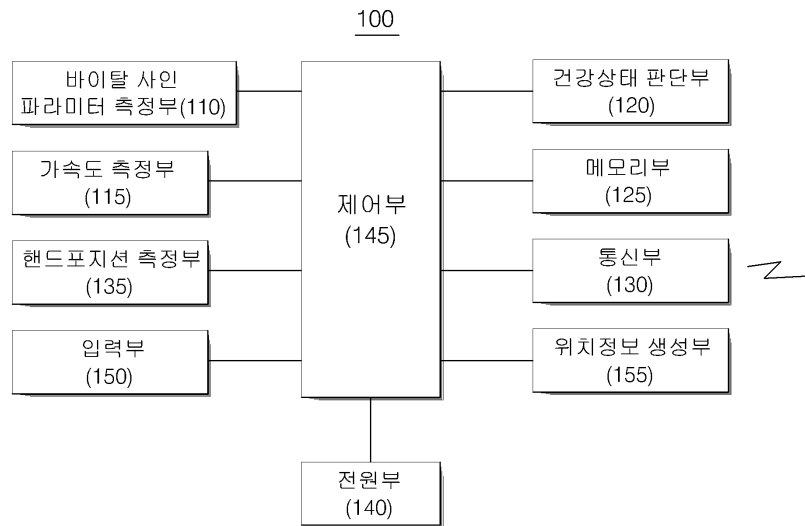 100
바이탈 사인
파라미터 측정부(110)
가속도 측정부
(115)
핸드포지션 측정부
(135)
입력부
(150)
제어부
(145)
건강상태 판단부
(120)
메모리부
(125)
통신부
(130)
위치정보 생성부
(155)
전원부
(140)